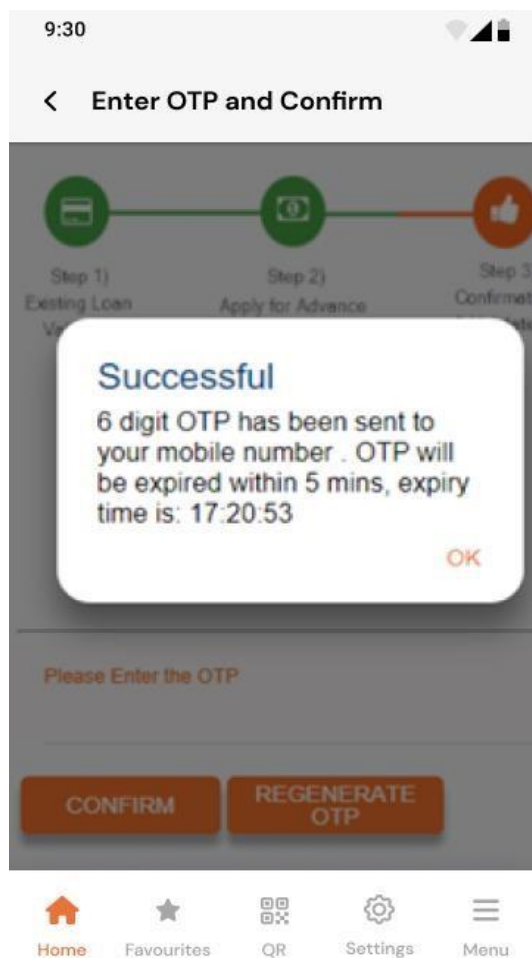 9:30
Enter OTP and Confirm
Step 1)
Step 2)
Step 3
Existing Loan
Apply for Advance
Confirmat
Successful
6 digit OTP has been sent to
your mobile number . OTP will
be expired within 5 mins, expiry
time is: 17:20:53
OK
Please Enter the OTP
CONFIRM
REGENERATE
OTP
Home Favourites QR Settings Menu